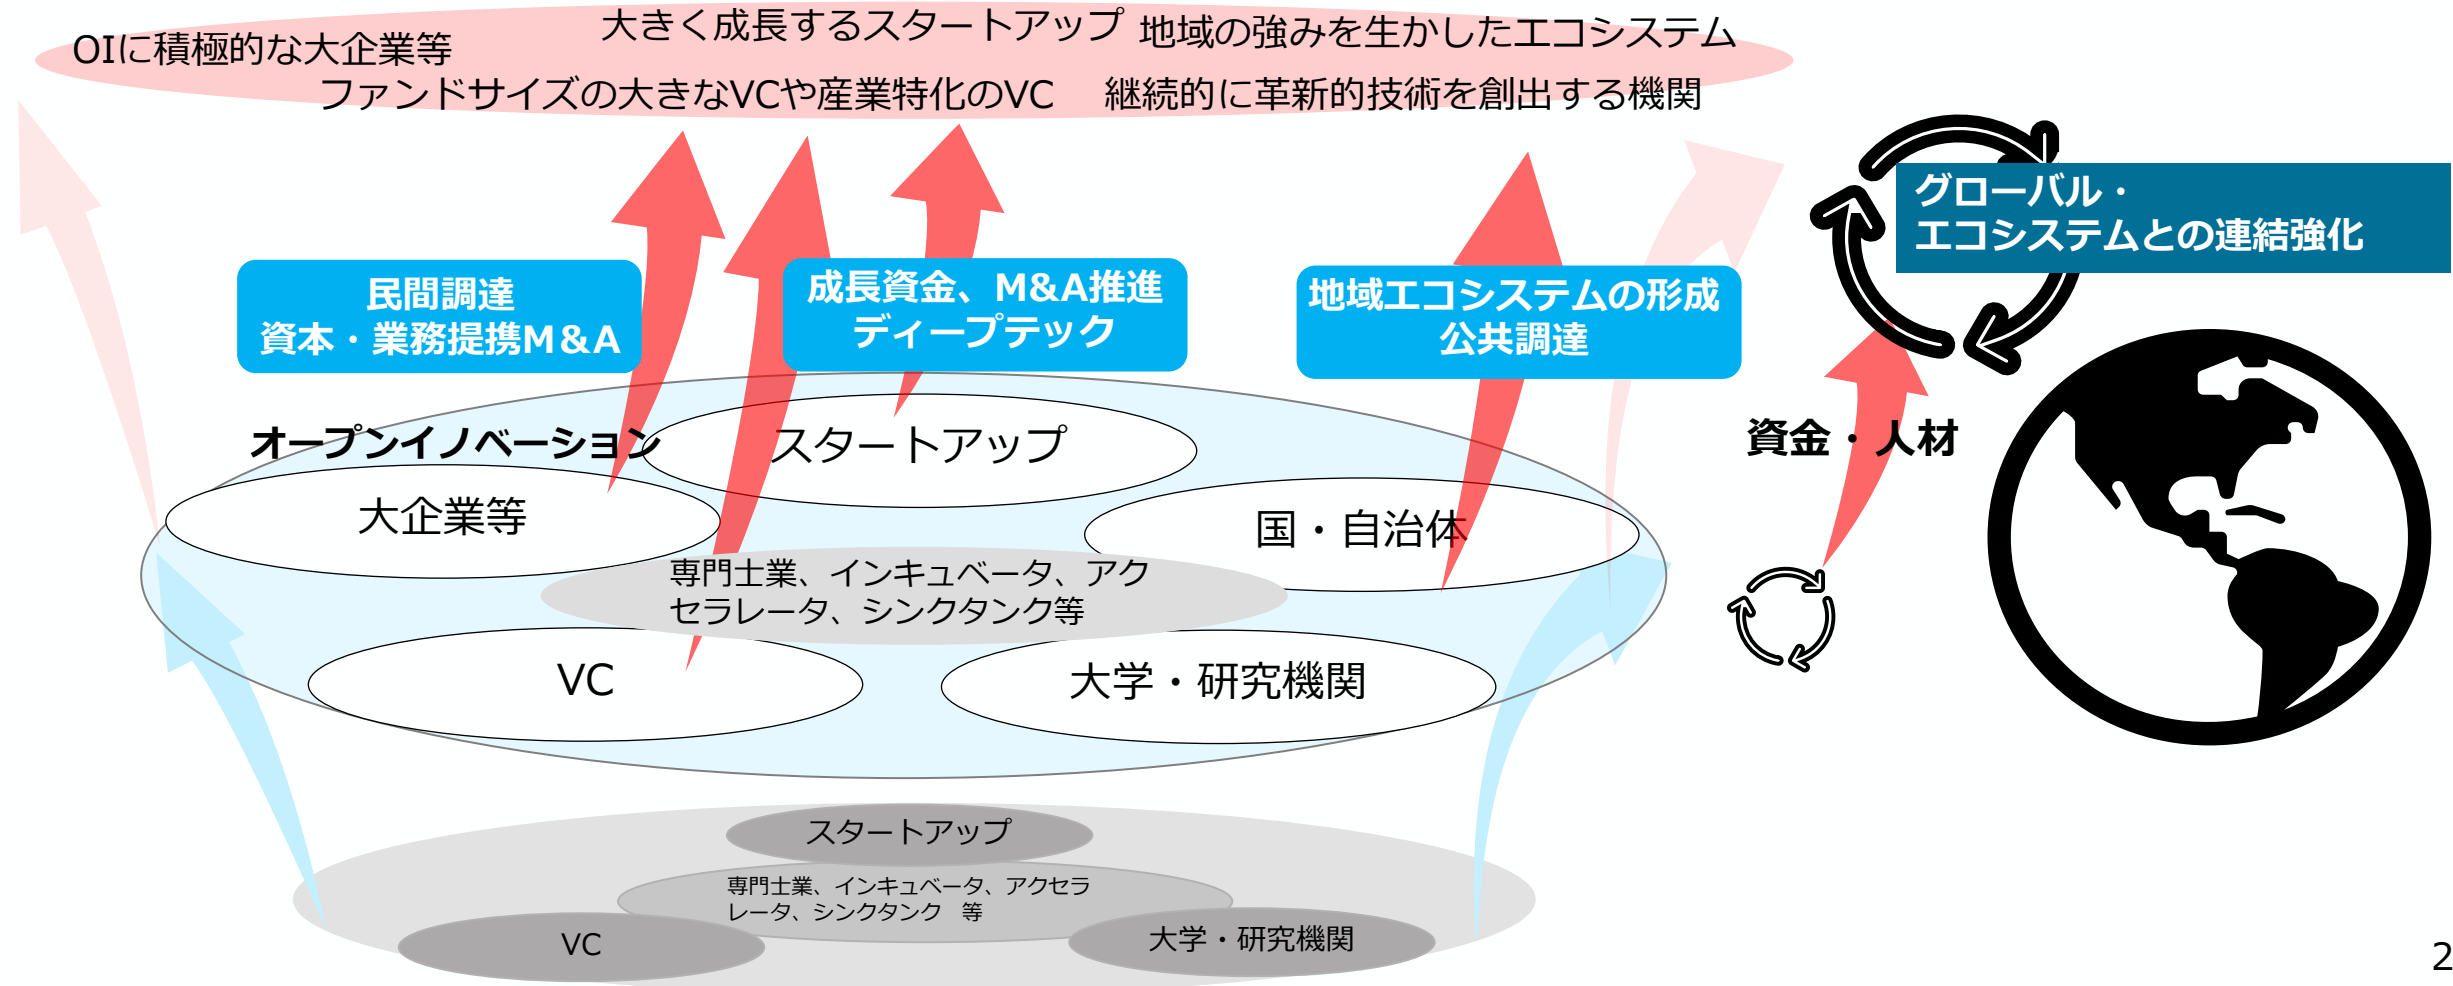 大きく成長するスタートアップ
地域の強みを生かしたエコシステム
OIに積極的な大企業等
ファンドサイズの大きなVCや産業特化のVC
継続的に革新的技術を創出する機関
グローバル・
エコシステムとの連結強化
民間調達
資本・業務提携M&A
成長資金、M&A推進
ディープテック
地域エコシステムの形成
公共調達
資金・人材
オープンイノベーション
スタートアップ
大企業等
国・自治体
専門士業、インキュベータ、アク
セラレータ、シンクタンク等
VC
大学・研究機関
スタートアップ
専門士業、インキュベータ、アクセラ
レータ、シンクタンク　等
VC
大学・研究機関
2